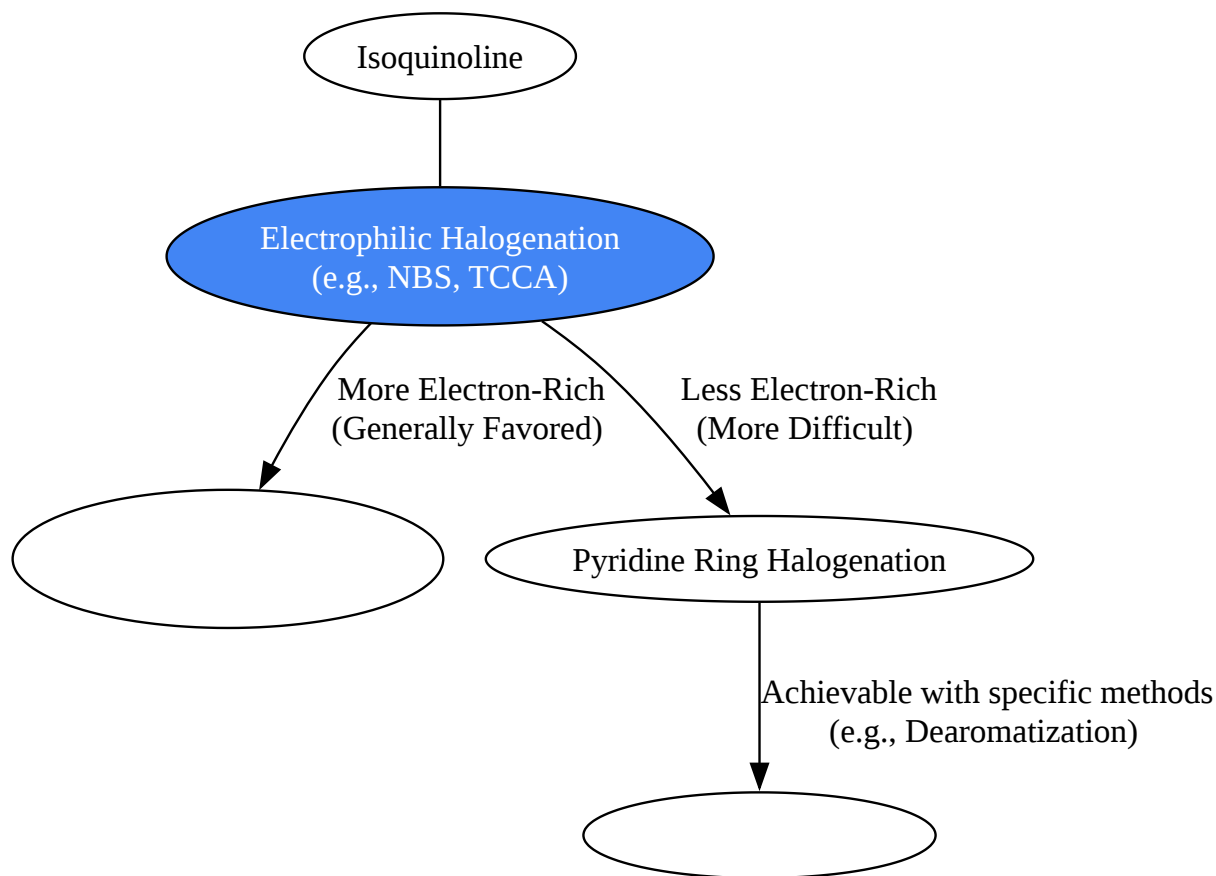 Isoquinoline
Electrophilic Halogenation
(e.g., NBS, TCCA)
More Electron-Rich
(Generally Favored)
Less Electron-Rich
(More Difficult)
Pyridine Ring Halogenation
Achievable with specific methods
(e.g., Dearomatization)